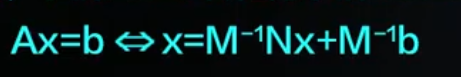 Ax=b ⇔ x=M⁻¹Nx+M⁻¹b